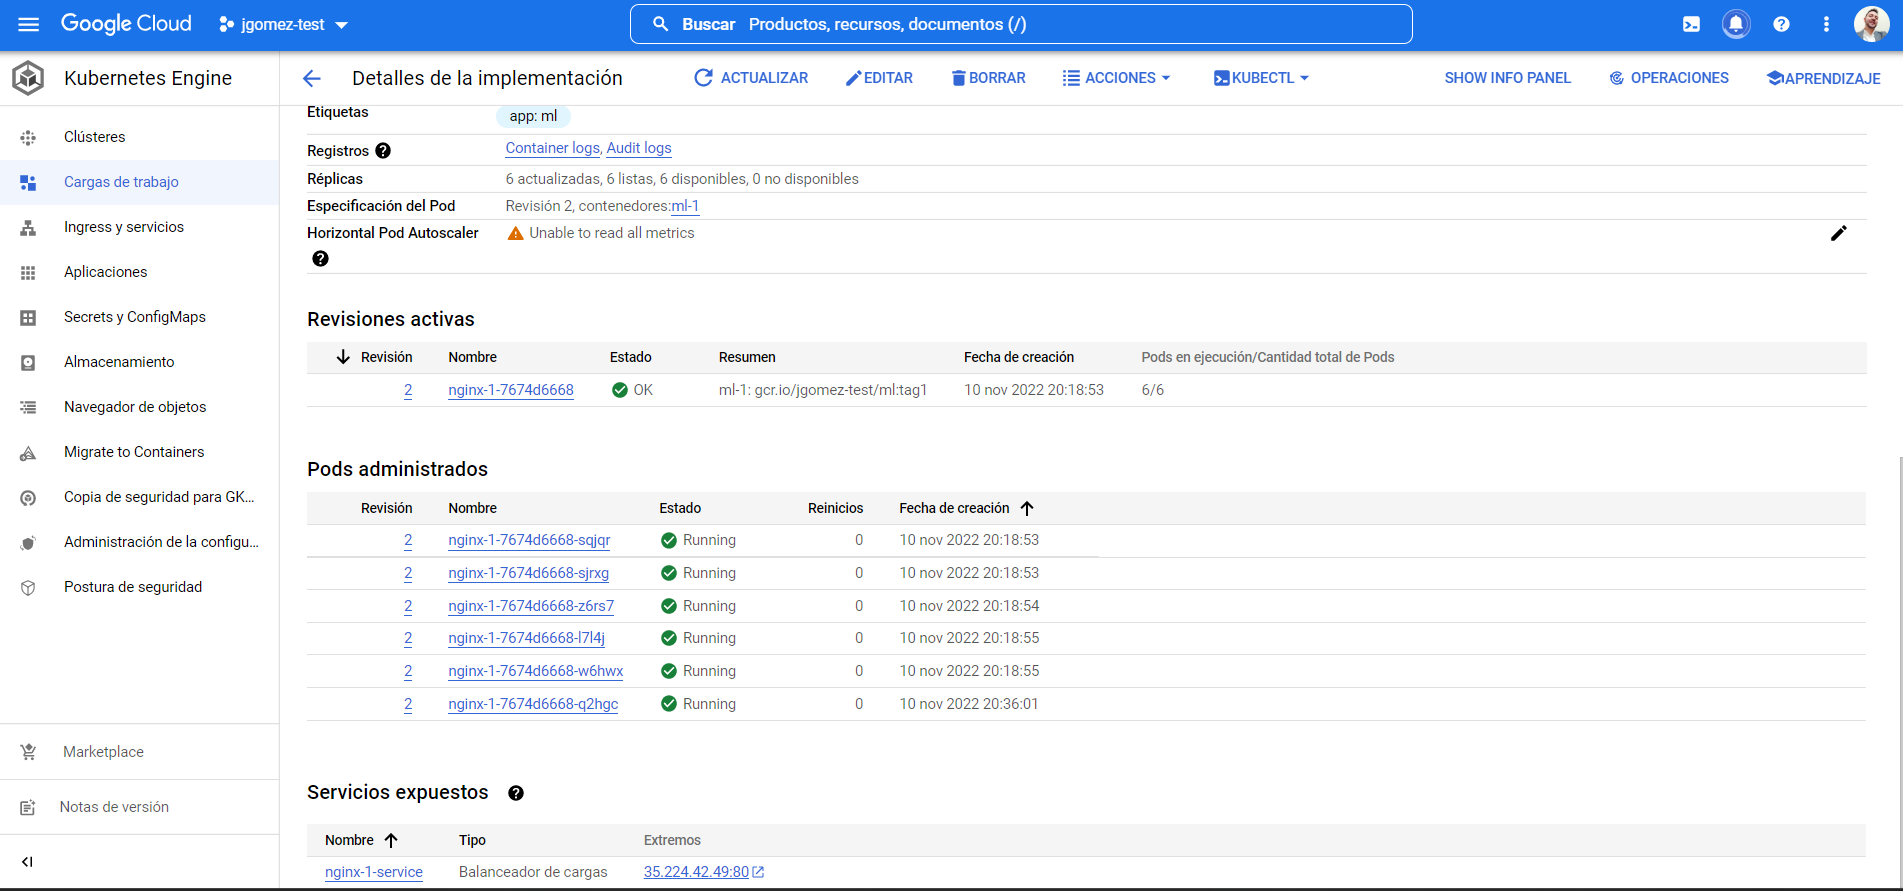 Google Cloud
jgomez-test
Buscar Productos, recursos, documentos (/)
Kubernetes Engine
Detalles de la implementación
ACTUALIZAR
EDITAR
BORRAR
ACCIONES
KUBECTL
SHOW INFO PANEL
OPERACIONES
APRENDIZAJE
Clústeres
Cargas de trabajo
Ingress y servicios
Aplicaciones
Secrets y ConfigMaps
Almacenamiento
Navegador de objetos
Migrate to Containers
Copia de seguridad para GK...
Administración de la configu...
Postura de seguridad
Marketplace
Notas de versión
Etiquetas app: ml
Registros Container logs, Audit logs
Réplicas 6 actualizadas, 6 listas, 6 disponibles, 0 no disponibles
Especificación del Pod Revisión 2, contenedores:ml-1
Horizontal Pod Autoscaler Unable to read all metrics
Revisiones activas
Revisión Nombre Estado Resumen Fecha de creación Pods en ejecución/Cantidad total de Pods
2 nginx-1-7674d6668 OK ml-1: gcr.io/jgomez-test/ml:tag1 10 nov 2022 20:18:53 6/6
Pods administrados
Revisión Nombre Estado Reinicios Fecha de creación
2 nginx-1-7674d6668-sqjqr Running 0 10 nov 2022 20:18:53
2 nginx-1-7674d6668-sjrxg Running 0 10 nov 2022 20:18:53
2 nginx-1-7674d6668-z6rs7 Running 0 10 nov 2022 20:18:54
2 nginx-1-7674d6668-l7l4j Running 0 10 nov 2022 20:18:55
2 nginx-1-7674d6668-w6hwx Running 0 10 nov 2022 20:18:55
2 nginx-1-7674d6668-q2hgc Running 0 10 nov 2022 20:36:01
Servicios expuestos
Nombre Tipo Extremos
nginx-1-service Balanceador de cargas 35.224.42.49:80